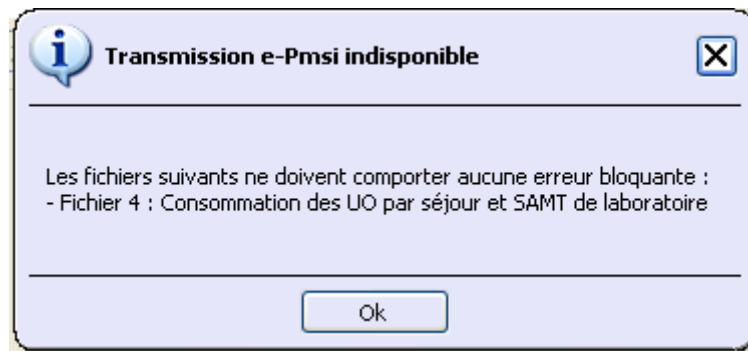 Transmission e-Pmsi indisponible
Les fichiers suivants ne doivent comporter aucune erreur bloquante :
- Fichier 4 : Consommation des UO par séjour et SAMT de laboratoire
Ok